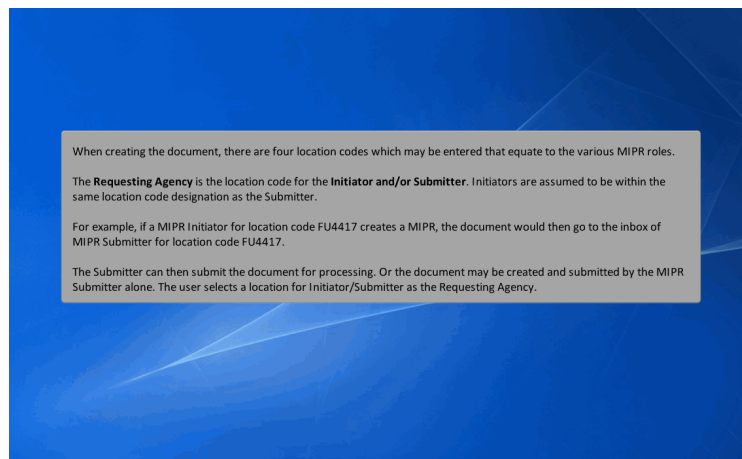 When creating the document, there are four location codes which may be entered that equate to the various MIPR roles.
The Requesting Agency is the location code for the Initiator and/or Submitter. Initiators are assumed to be within the
same location code designation as the Submitter.
For example, if a MIPR Initiator for location code FU4417 creates a MIPR, the document would then go to the inbox of
MIPR Submitter for location code FU4417.
The Submitter can then submit the document for processing. Or the document may be created and submitted by the MIPR
Submitter alone. The user selects a location for Initiator/Submitter as the Requesting Agency.